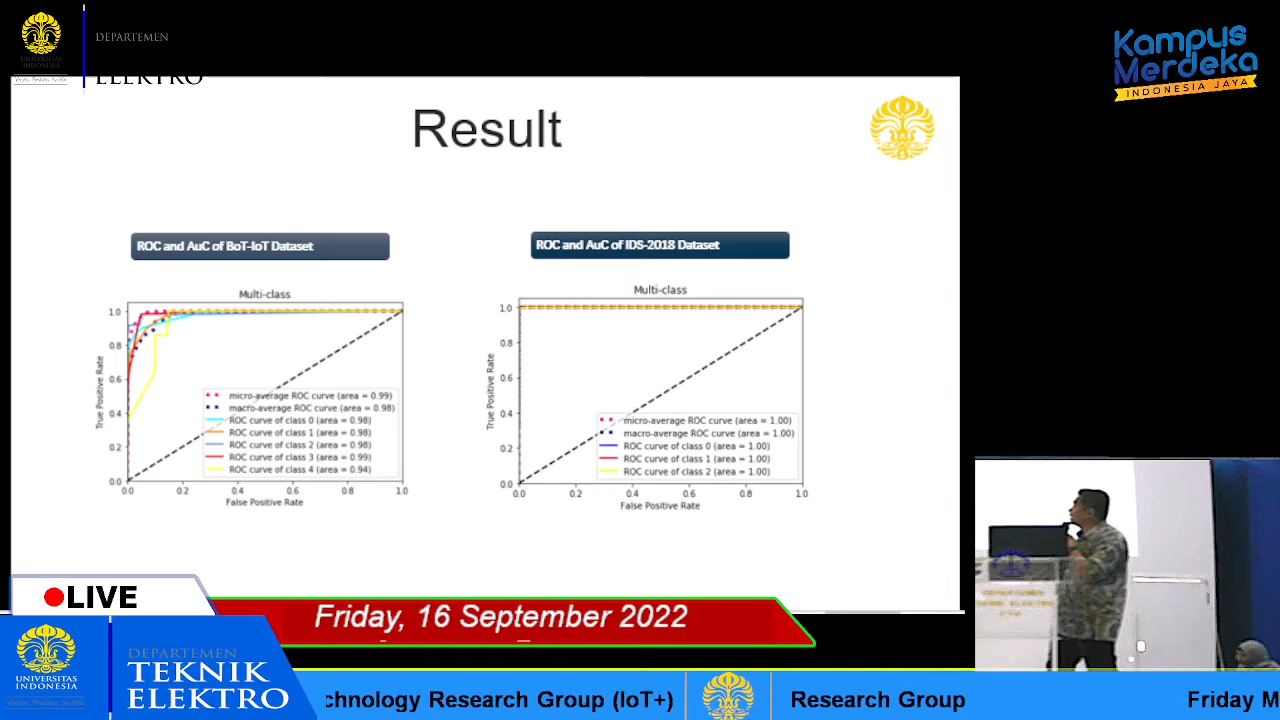 UNIVERSITAS
INDONESIA
DEPARTEMEN
ELEKTRO
Kampus
Merdeka
INDONESIA JAYA
Result
ROC and AuC of BoT-IoT Dataset
Multi-class
1.0
0.8
0.6
0.4
0.2
0.0
True Positive Rate
micro-average ROC curve (area = 0.99)
macro-average ROC curve (area = 0.98)
ROC curve of class 0 (area = 0.98)
ROC curve of class 1 (area = 0.98)
ROC curve of class 2 (area = 0.98)
ROC curve of class 3 (area = 0.99)
ROC curve of class 4 (area = 0.94)
0.0 0.2 0.4 0.6 0.8 1.0
False Positive Rate
ROC and AuC of IDS-2018 Dataset
Multi-class
1.0
0.8
0.6
0.4
0.2
0.0
True Positive Rate
micro-average ROC curve (area = 1.00)
macro-average ROC curve (area = 1.00)
ROC curve of class 0 (area = 1.00)
ROC curve of class 1 (area = 1.00)
ROC curve of class 2 (area = 1.00)
0.0 0.2 0.4 0.6 0.8 1.0
False Positive Rate
LIVE
Friday, 16 September 2022
UNIVERSITAS
INDONESIA
DEPARTEMEN
TEKNIK
ELEKTRO
chnology Research Group (IoT+)
Research Group
Friday M